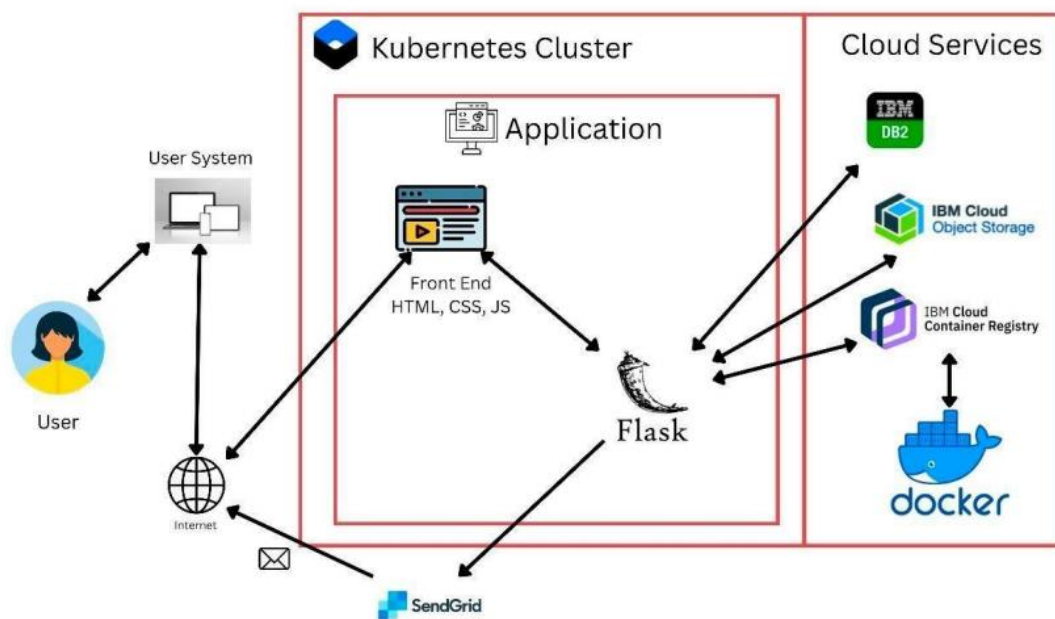 Kubernetes Cluster
Cloud Services
Application
IBM
DB2
User System
IBM Cloud
Object Storage
Front End
HTML, CSS, JS
IBM Cloud
Container Registry
User
Flask
docker
Internet
SendGrid